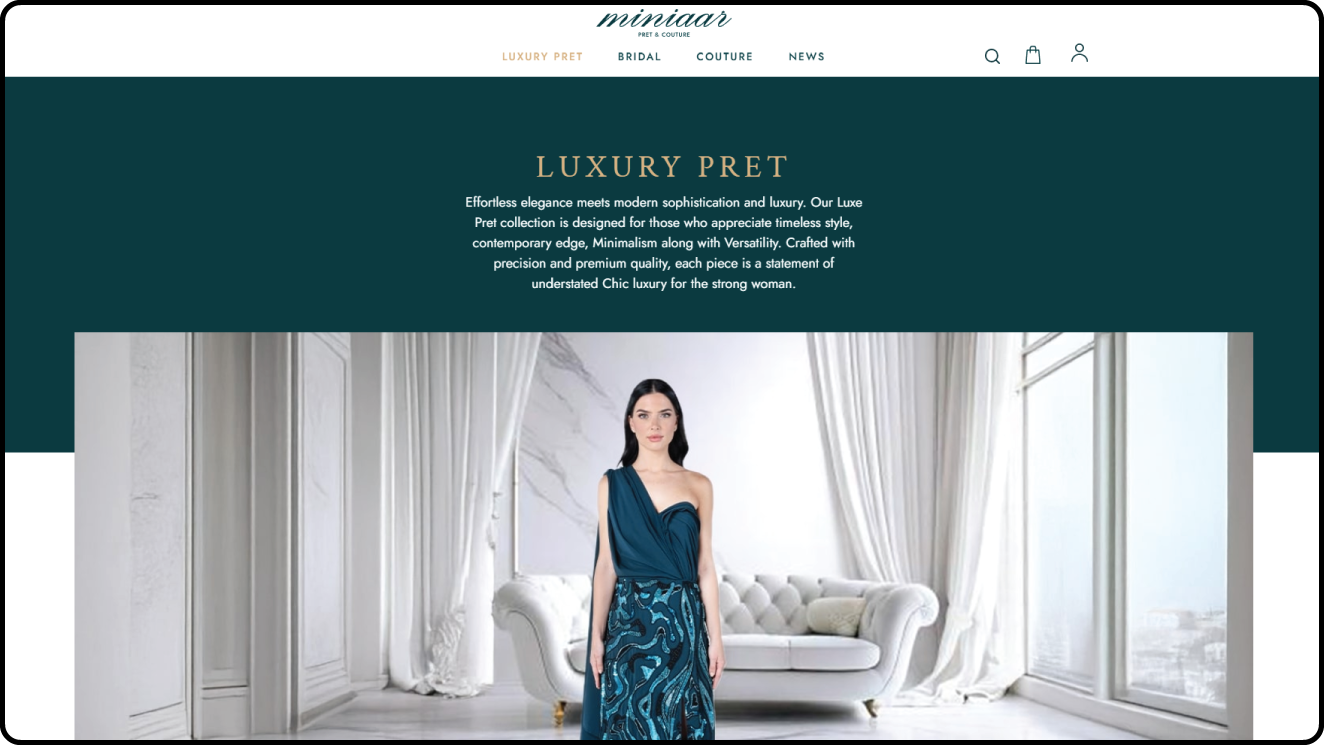 miniaar
PRET & COUTURE
LUXURY PRET BRIDAL COUTURE NEWS
LUXURY PRET
Effortless elegance meets modern sophistication and luxury. Our Luxe
Pret collection is designed for those who appreciate timeless style,
contemporary edge, Minimalism along with Versatility. Crafted with
precision and premium quality, each piece is a statement of
understated Chic luxury for the strong woman.